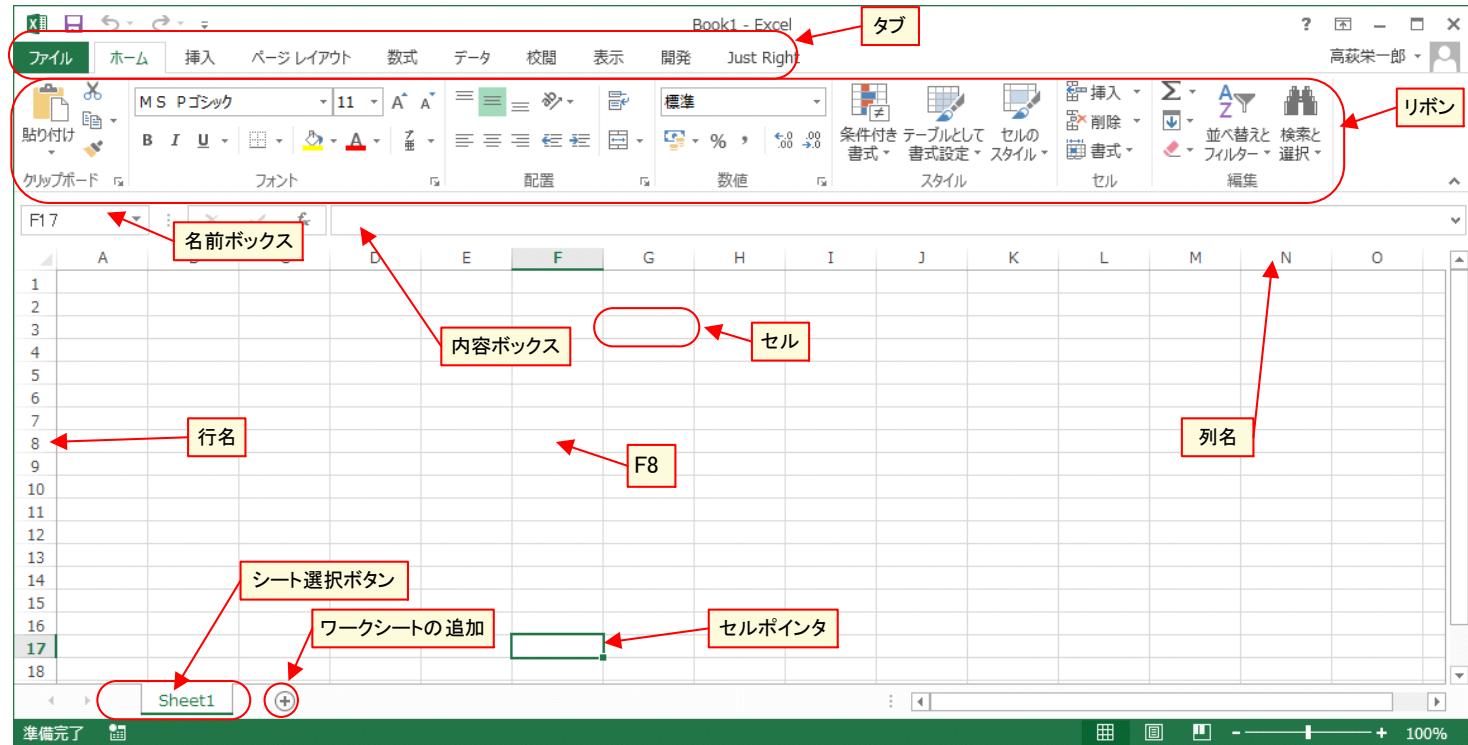 Book1 - Excel
?
タブ
ファイル ホーム 挿入 ページ レイアウト 数式 データ 校閲 表示 開発 Just Right
高萩栄一郎
リボン
貼り付け
ＭＳ Ｐゴシック 11
B I U
標準
% ,
条件付き書式
テーブルとして書式設定
セルのスタイル
挿入
削除
書式
並べ替えとフィルター
検索と選択
クリップボード フォント 配置 数値 スタイル セル 編集
F17
fx
名前ボックス
A D E F G H I J K L M N O
1
2
3
4
5
6
7
8
9
10
11
12
13
14
15
16
17
18
内容ボックス
セル
行名
列名
F8
シート選択ボタン
ワークシートの追加
セルポインタ
Sheet1
準備完了
100%